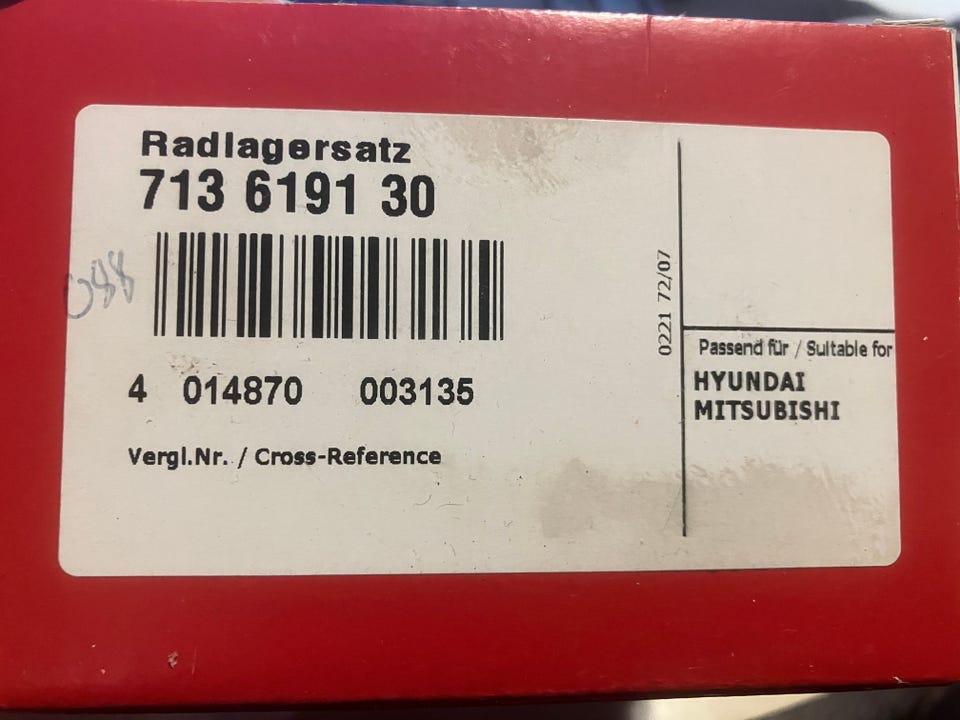 Radlagersatz
713 6191 30
088
4 014870 003135
Vergl.Nr. / Cross-Reference
0221 72/07
Passend für / Suitable for
HYUNDAI
MITSUBISHI